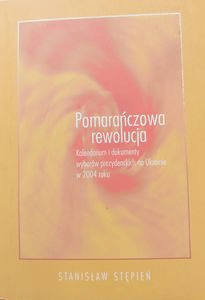 Pomarańczowa
rewolucja
Kalendarium i dokumenty
wyborów prezydenckich na Ukrainie
w 2004 roku
STANISŁAW STĘPIEŃ